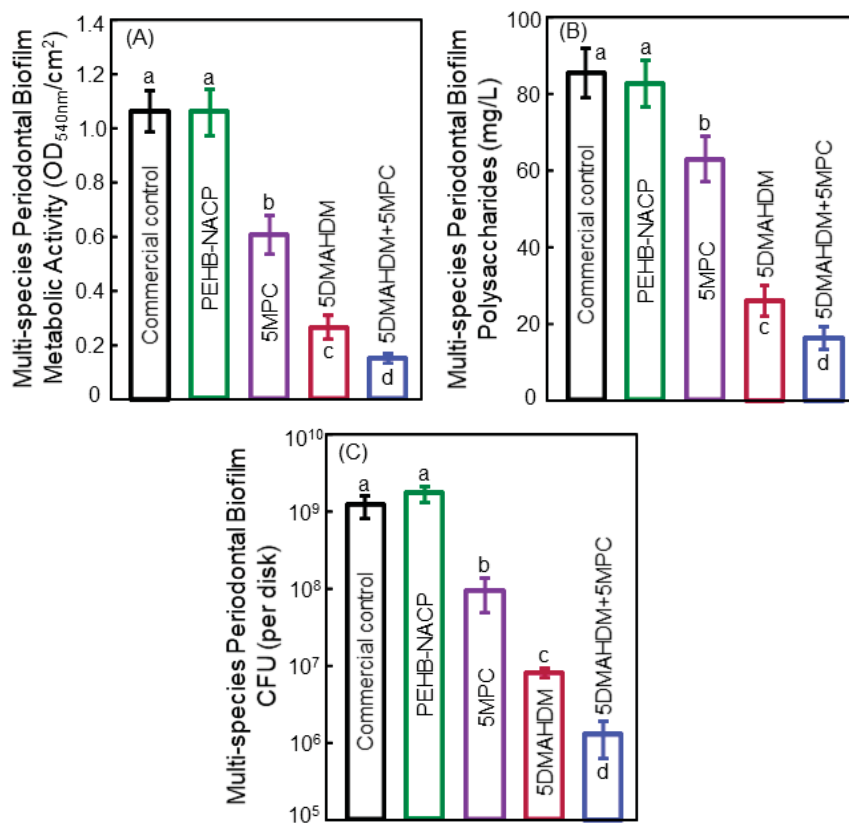 (A)
Multi-species Periodontal Biofilm
Metabolic Activity (OD540nm/cm²)
1.4
1.2
1.0
0.8
0.6
0.4
0.2
0
a
a
b
c
d
Commercial control
PEHB-NACP
5MPC
5DMAHDM
5DMAHDM+5MPC
(B)
Multi-species Periodontal Biofilm
Polysaccharides (mg/L)
100
80
60
40
20
0
a
a
b
c
d
Commercial control
PEHB-NACP
5MPC
5DMAHDM
5DMAHDM+5MPC
(C)
Multi-species Periodontal Biofilm
CFU (per disk)
10¹⁰
10⁹
10⁸
10⁷
10⁶
10⁵
a
a
b
c
d
Commercial control
PEHB-NACP
5MPC
5DMAHDM
5DMAHDM+5MPC